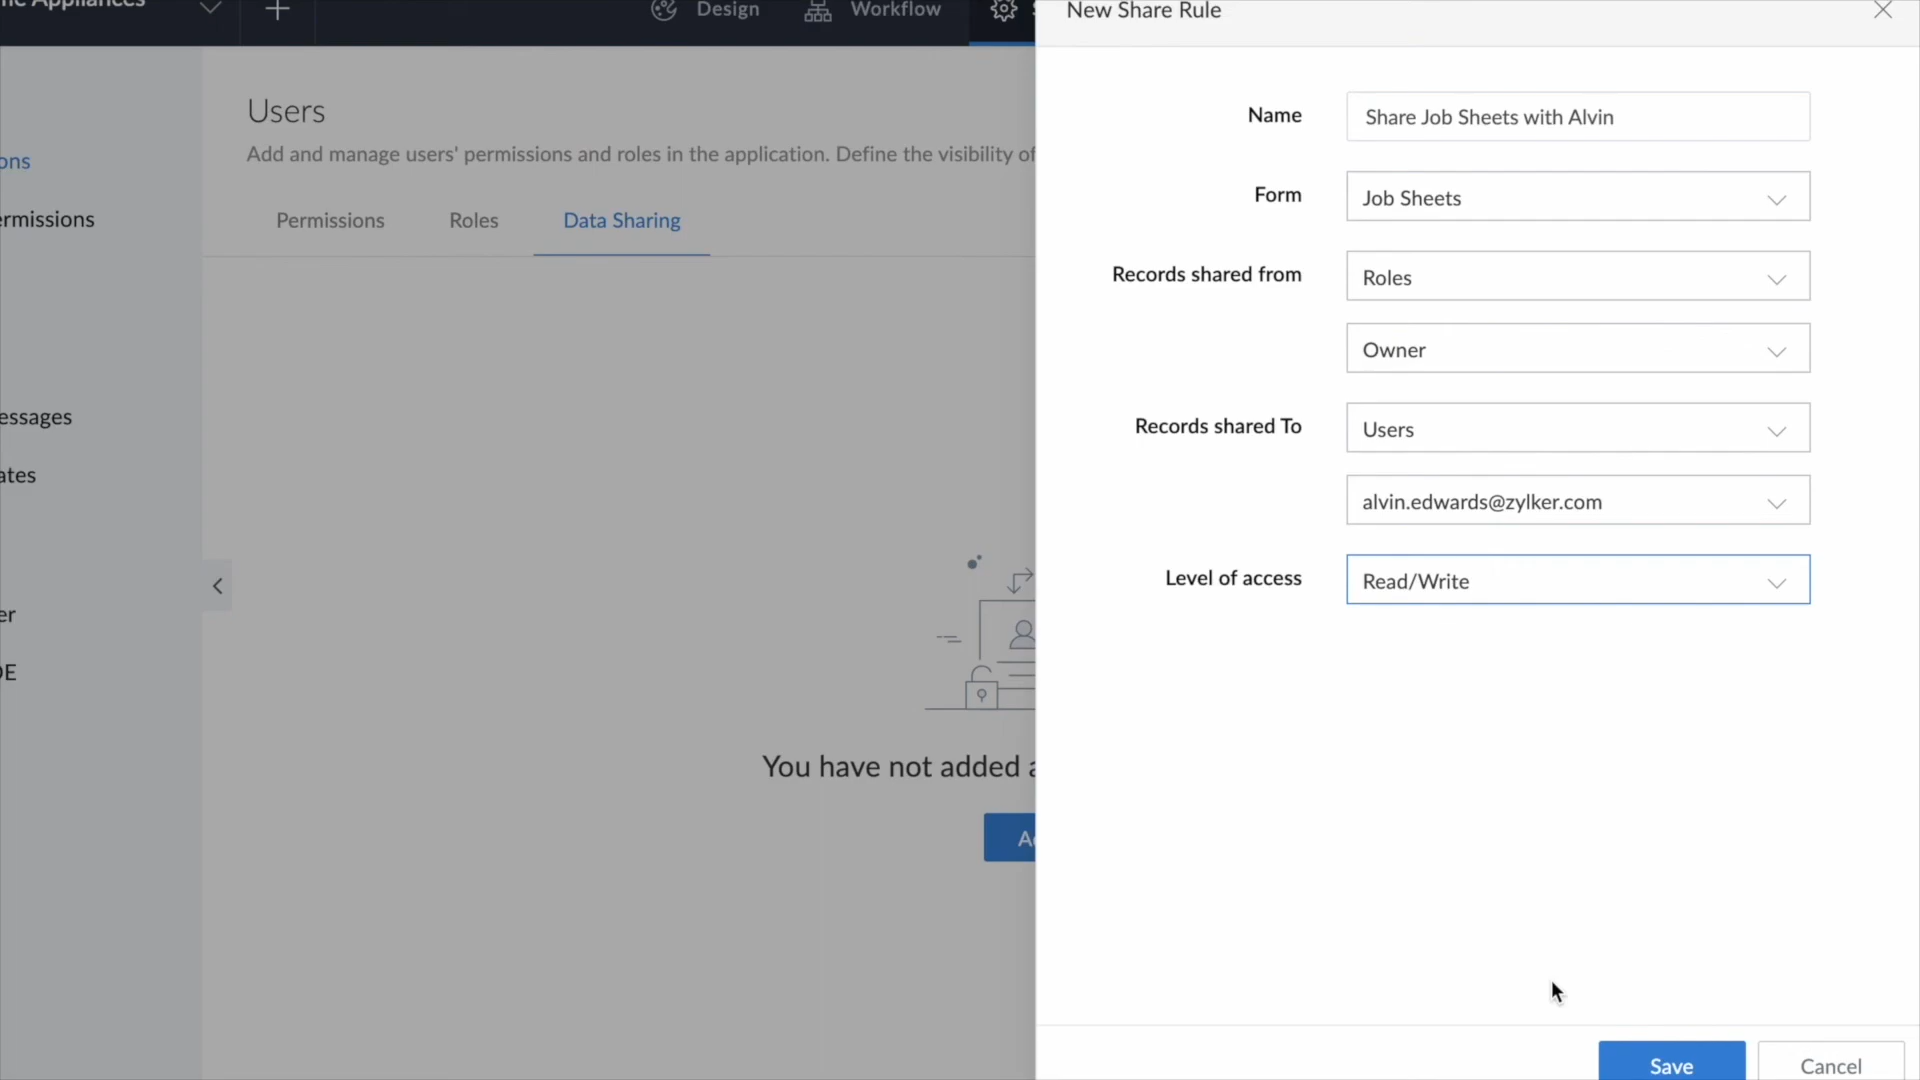 Appliances
Design
Workflow
New Share Rule
ons
ermissions
essages
ates
er
Users
Add and manage users' permissions and roles in the application. Define the visibility of
Permissions
Roles
Data Sharing
You have not added a
Name
Share Job Sheets with Alvin
Form
Job Sheets
Records shared from
Roles
Owner
Records shared To
Users
alvin.edwards@zylker.com
Level of access
Read/Write
Save
Cancel